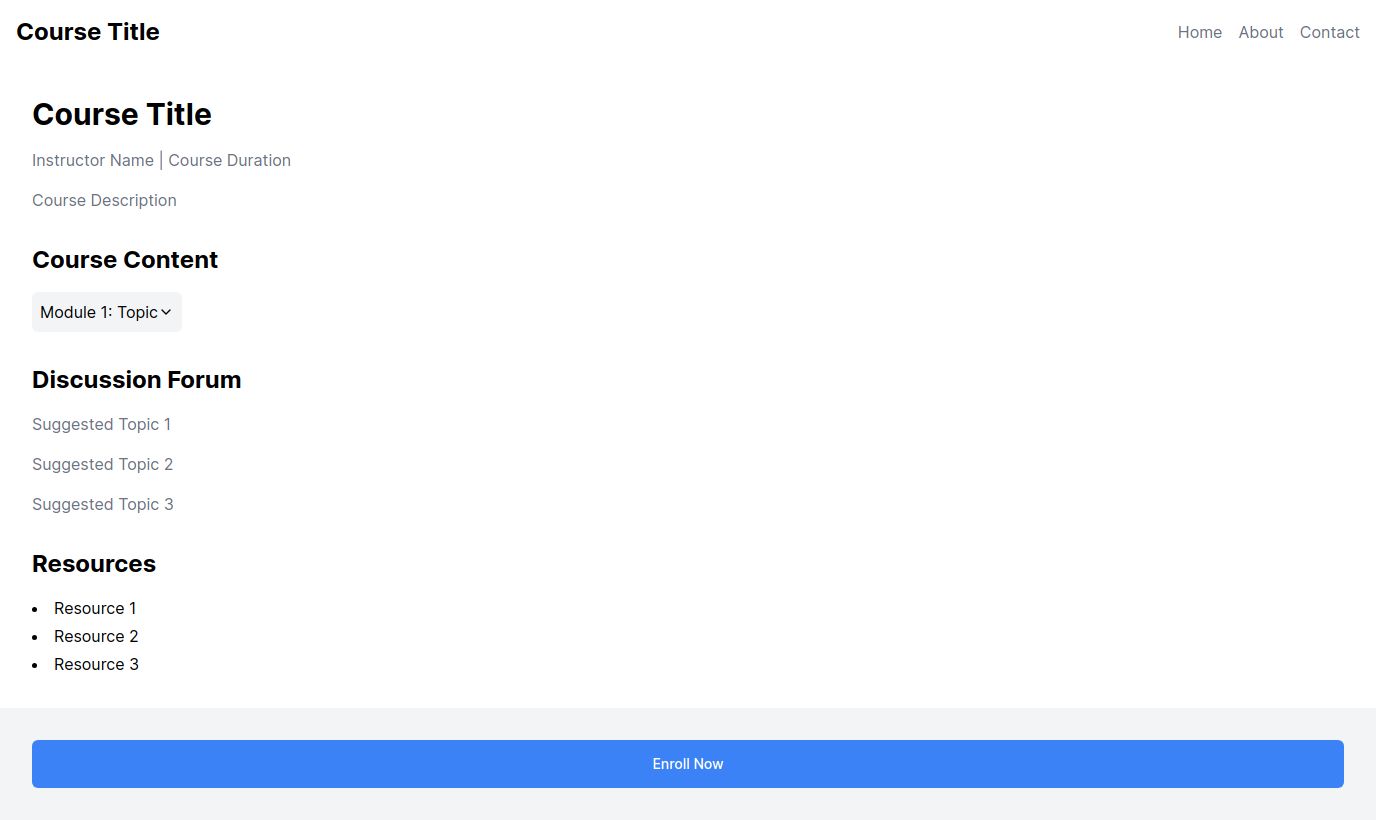 Course Title
Home About Contact
Course Title
Instructor Name | Course Duration
Course Description
Course Content
Module 1: Topic
Discussion Forum
Suggested Topic 1
Suggested Topic 2
Suggested Topic 3
Resources
Resource 1
Resource 2
Resource 3
Enroll Now